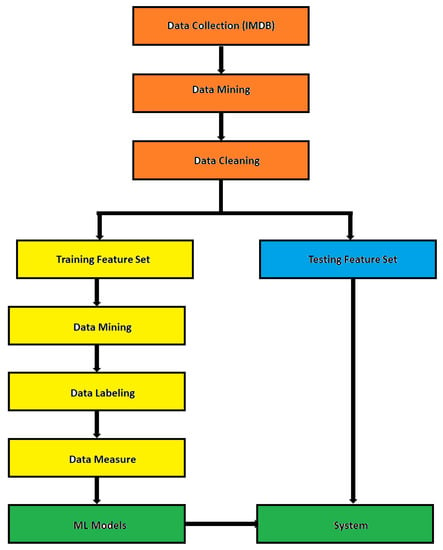 Data Collection (IMDB)
Data Mining
Data Cleaning
Training Feature Set
Testing Feature Set
Data Mining
Data Labeling
Data Measure
ML Models
System